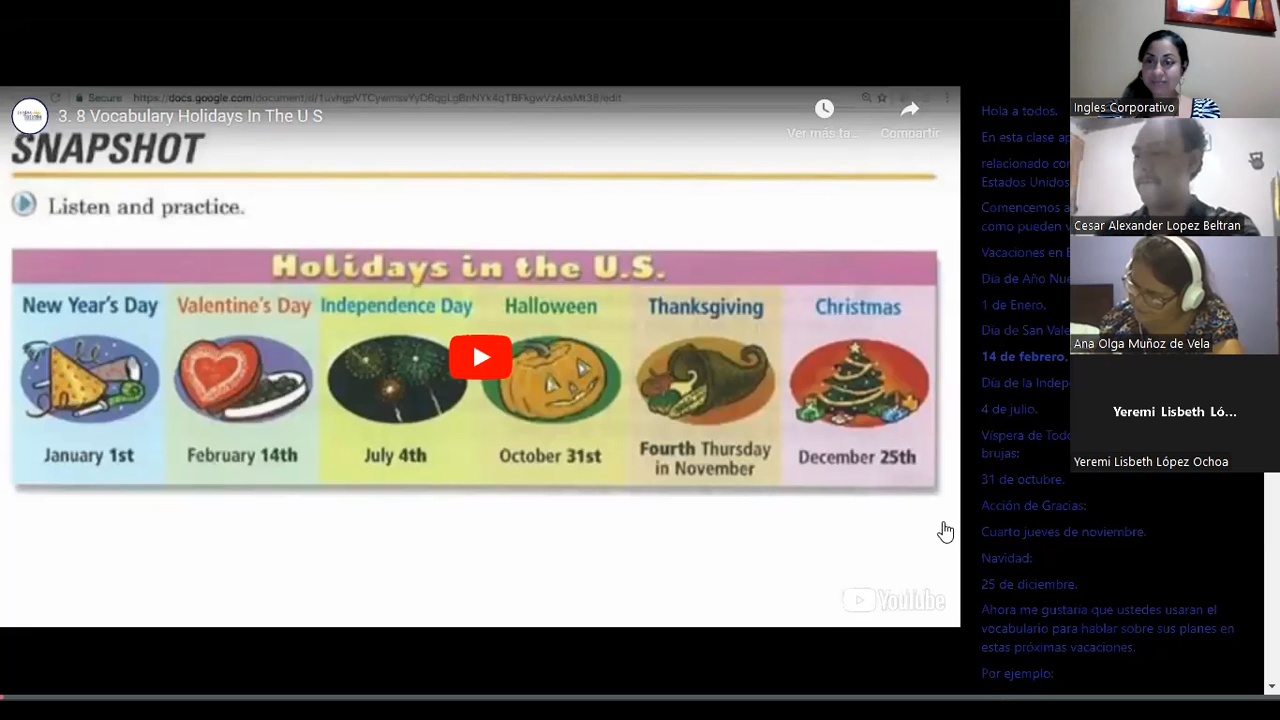 Secure
3. 8 Vocabulary Holidays In The U S
Ver más ta...
Compartir
SNAPSHOT
Listen and practice.
Holidays in the U.S.
New Year's Day
January 1st
Valentine's Day
February 14th
Independence Day
July 4th
Halloween
October 31st
Thanksgiving
Fourth Thursday
in November
Christmas
December 25th
YouTube
Hola a todos.
En esta clase
relacionado
Estados Unidos
Comencemos
como pueden
Vacaciones en
Día de Año
1 de Enero.
Dia de San
14 de febrero.
Día de la
4 de julio.
Víspera de
brujas:
31 de octubre.
Acción de Gracias:
Cuarto jueves de noviembre.
Navidad:
25 de diciembre.
Ahora me gustaría que ustedes usaran el
vocabulario para hablar sobre sus planes en
estas próximas vacaciones.
Por ejemplo:
Ingles Corporativo
Cesar Alexander Lopez Beltran
Ana Olga Muñoz de Vela
Yeremi Lisbeth Ló...
Yeremi Lisbeth López Ochoa